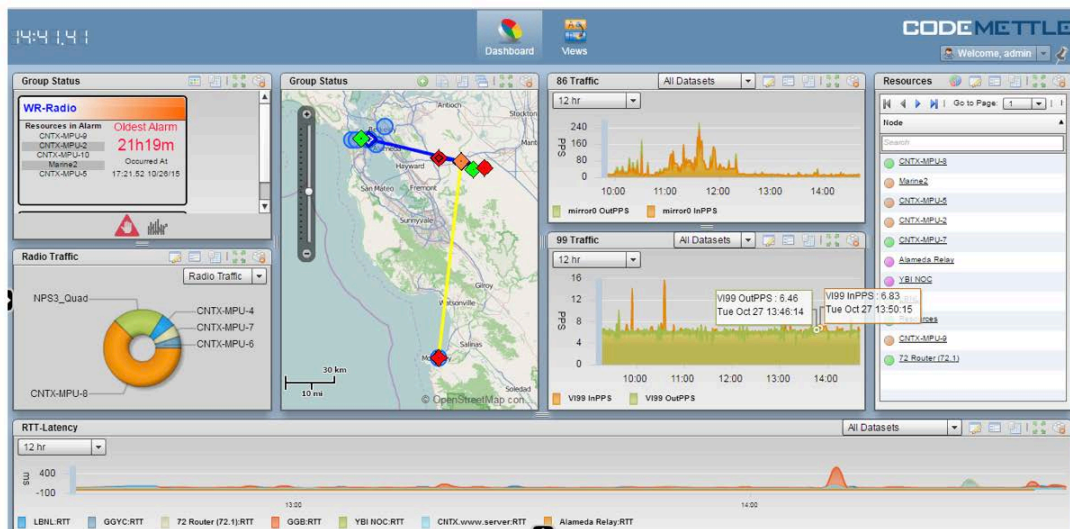 14:41.41
Dashboard
Views
CODEMETTLE
Welcome, admin
Group Status
WR-Radio
Resources in Alarm
CNTX-MPU-9
CNTX-MPU-2
CNTX-MPU-10
Marine2
CNTX-MPU-5
Oldest Alarm
21h19m
Occurred At
17:21.52 10/26/15
Radio Traffic
Radio Traffic
NPS3_Quad
CNTX-MPU-4
CNTX-MPU-7
CNTX-MPU-6
CNTX-MPU-8
Group Status
Antioch
Stockton
Hayward
San Mateo
Fremont
Sunnyvale
Gilroy
Watsonville
Salinas
Soledad
30 km
10 mi
© OpenStreetMap con
86 Traffic
All Datasets
12 hr
PPS
240
160
80
0
10:00 11:00 12:00 13:00 14:00
mirror0 OutPPS mirror0 InPPS
99 Traffic
All Datasets
12 hr
PPS
16
12
8
4
0
VI99 OutPPS : 6.46
Tue Oct 27 13:46:14
VI99 InPPS : 6.83
Tue Oct 27 13:50:15
10:00 11:00 12:00 13:00 14:00
VI99 InPPS VI99 OutPPS
Resources
Go to Page: 1
Node
Search
CNTX-MPU-8
Marine2
CNTX-MPU-5
CNTX-MPU-2
CNTX-MPU-7
Alameda Relay
YBI NOC
Resources
CNTX-MPU-9
72 Router (72.1)
RTT-Latency
All Datasets
12 hr
ms
400
-100
13:00 14:00
LBNL:RTT GGYC:RTT 72 Router (72.1):RTT GGB:RTT YBI NOC:RTT CNTX.www.server:RTT Alameda Relay:RTT